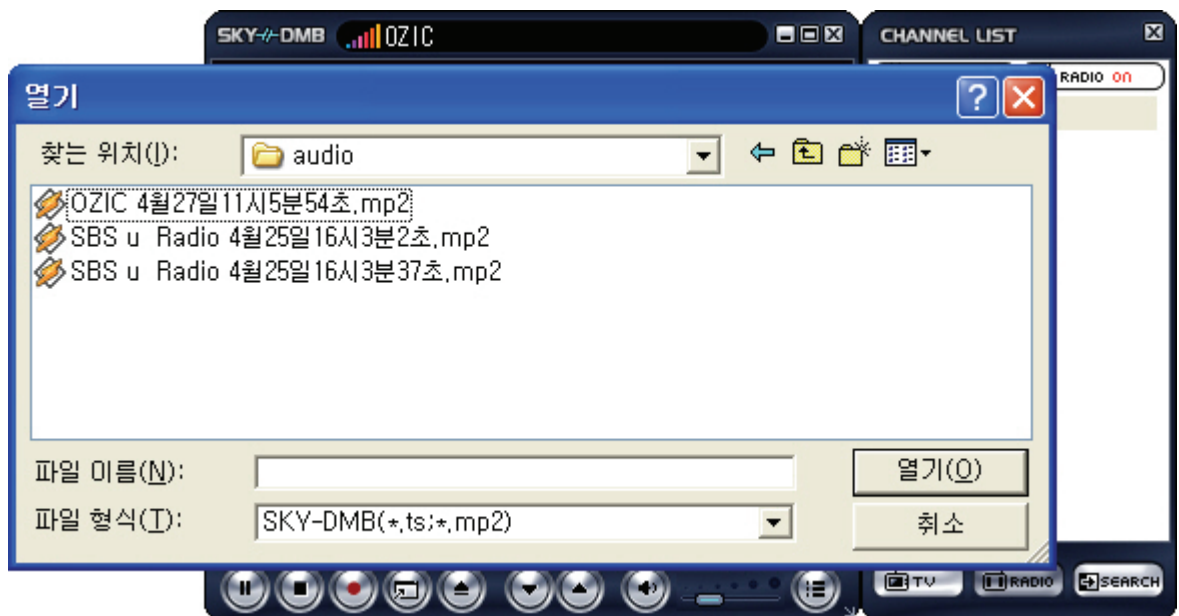 SKY-//-DMB OZIC
CHANNEL LIST
RADIO ON
열기
찾는 위치(I): audio
OZIC 4월27일11시5분54초,mp2
SBS u Radio 4월25일16시3분2초,mp2
SBS u Radio 4월25일16시3분37초,mp2
파일 이름(N): 열기(O)
파일 형식(T): SKY-DMB(*,ts;*,mp2) 취소
TV RADIO SEARCH